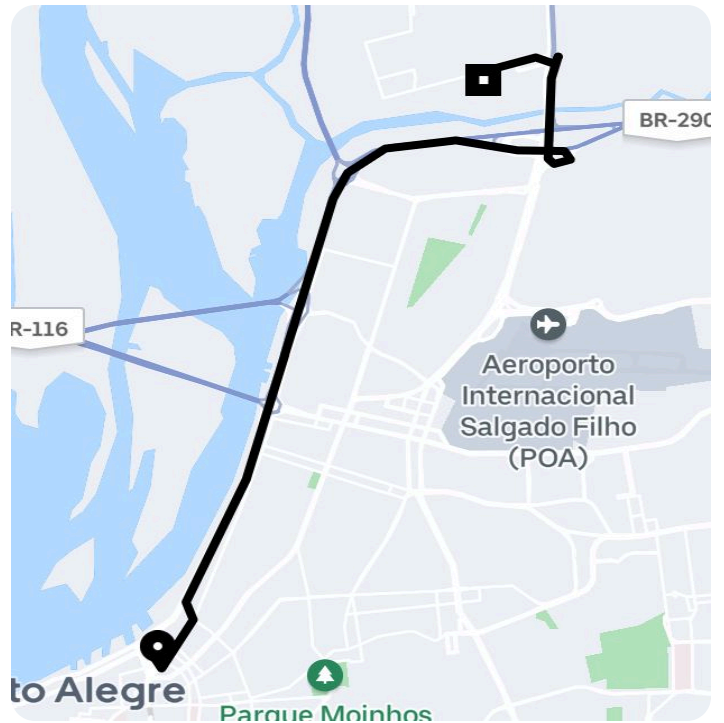 BR-290
R-116
Aeroporto
Internacional
Salgado Filho
(POA)
to Alegre
Parque Moinhos